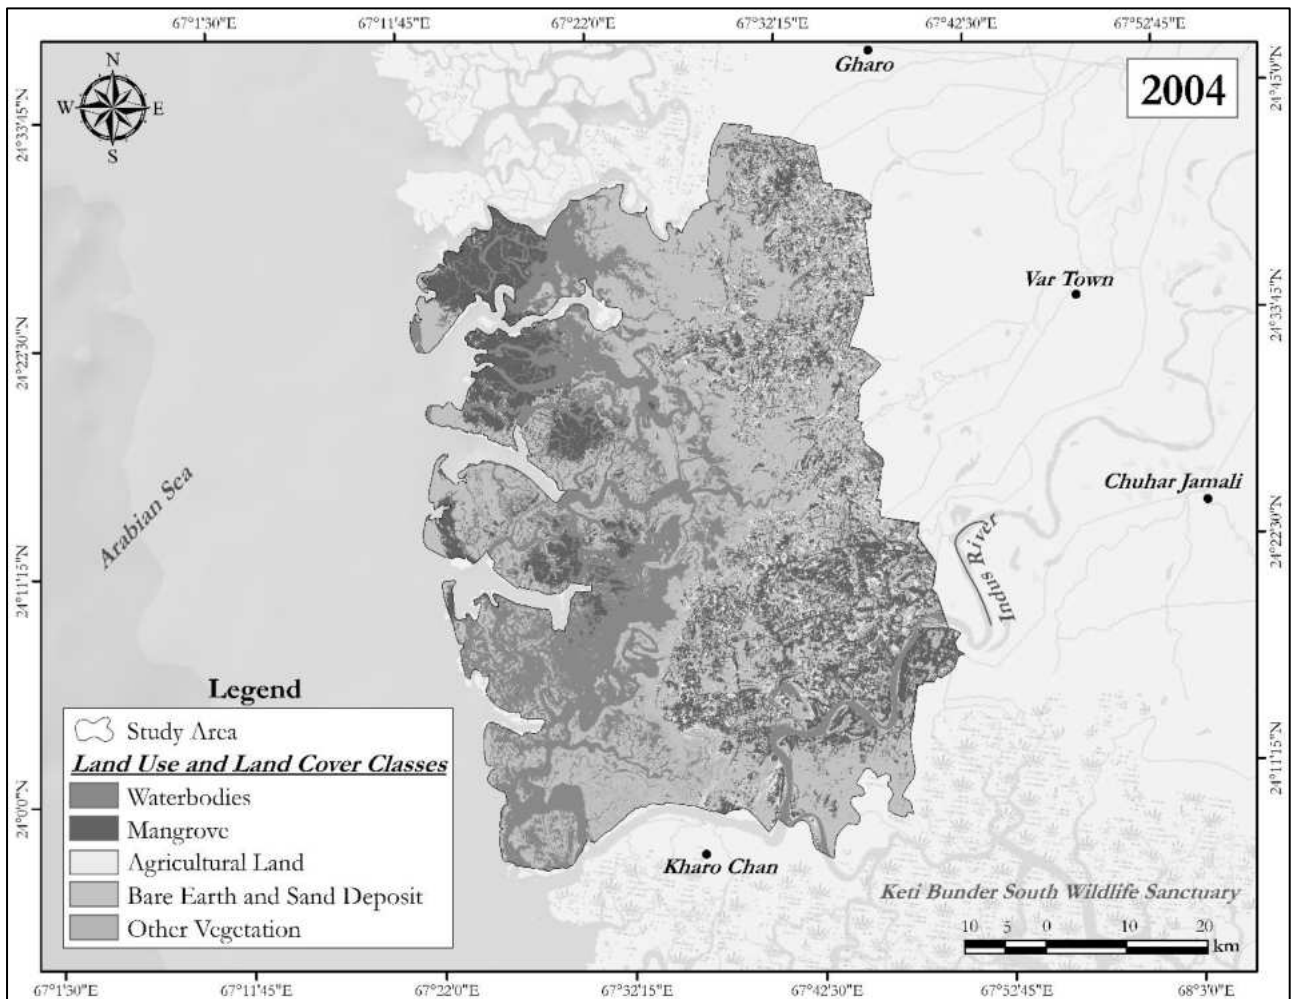 67°1'30"E 67°11'45"E 67°22'0"E 67°32'15"E 67°42'30"E 67°52'45"E
N
W E
S
Gharo
2004
24°45'0"N
24°33'45"N
Var Town
24°33'45"N
24°22'30"N
Arabian Sea
Chuhar Jamali
Indus River
24°22'30"N
24°11'15"N
Legend
Study Area
Land Use and Land Cover Classes
Waterbodies
Mangrove
Agricultural Land
Bare Earth and Sand Deposit
Other Vegetation
24°11'15"N
24°0'0"N
Kharo Chan
Keti Bunder South Wildlife Sanctuary
10 5 0 10 20
km
67°1'30"E 67°11'45"E 67°22'0"E 67°32'15"E 67°42'30"E 67°52'45"E 68°3'0"E